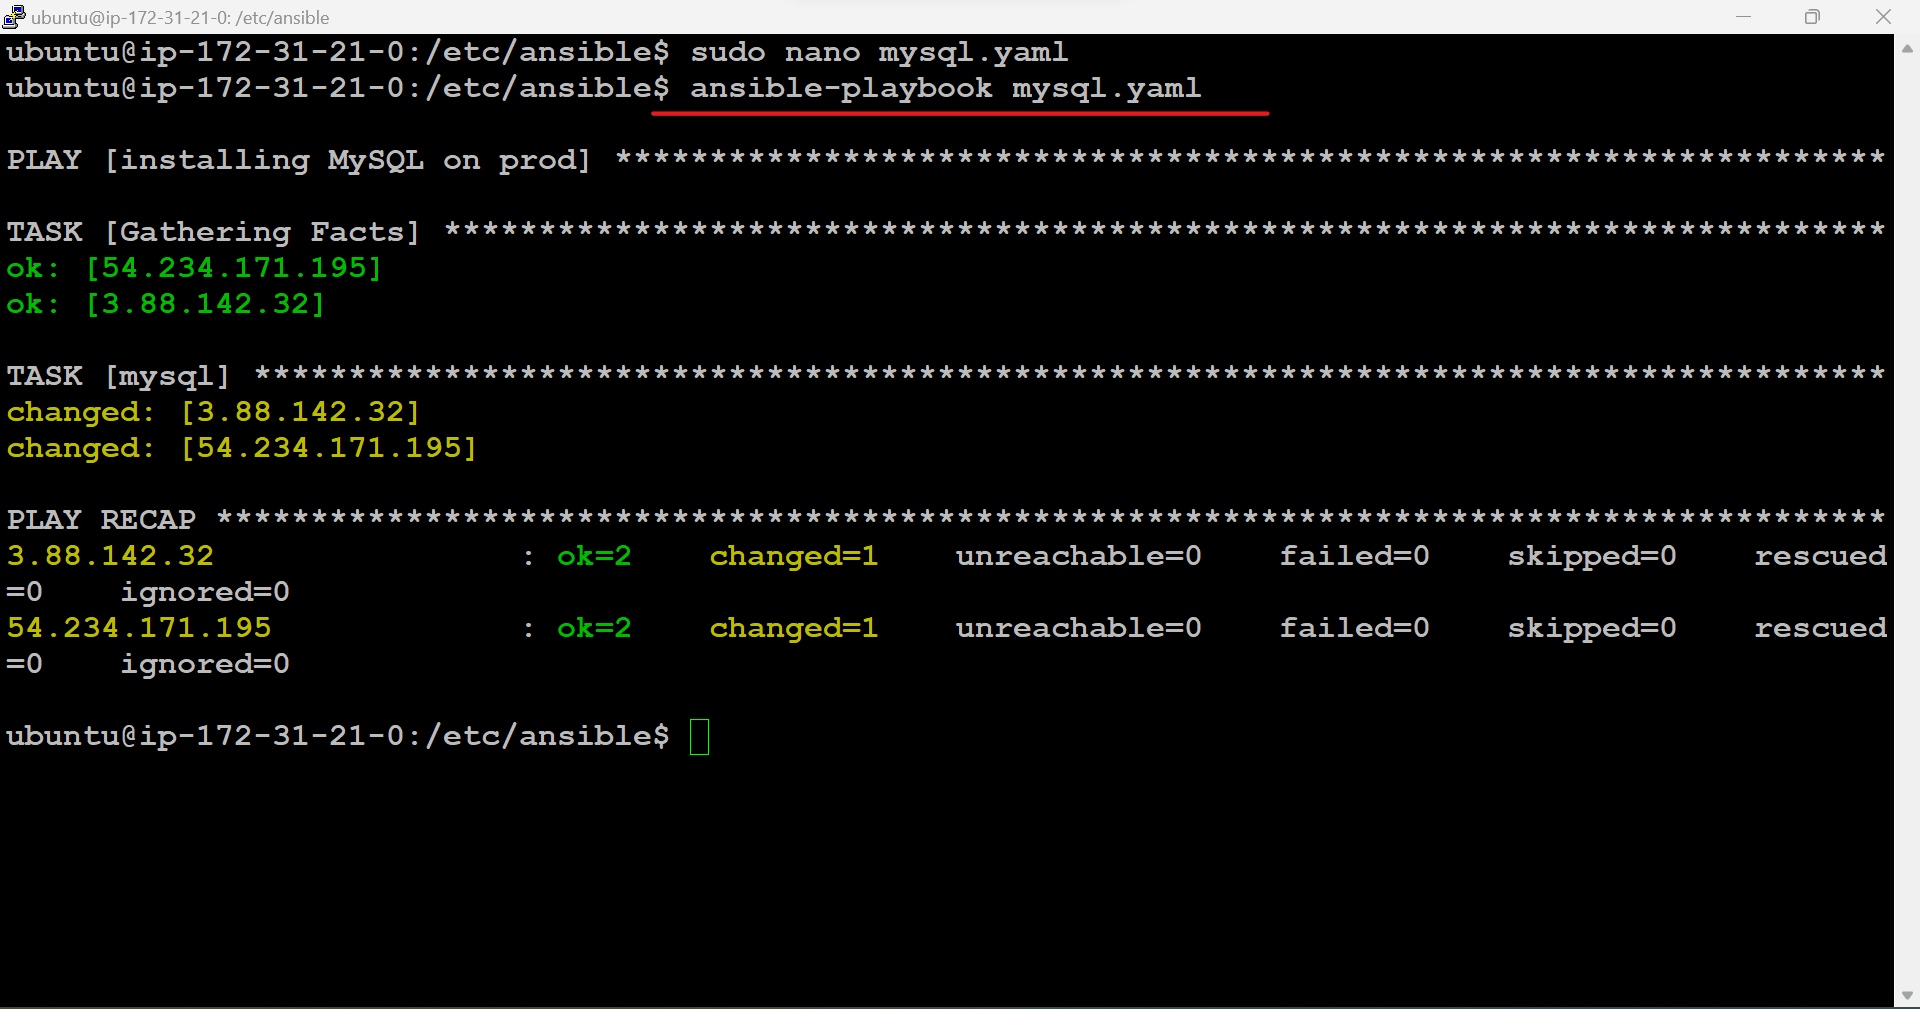 ubuntu@ip-172-31-21-0: /etc/ansible
ubuntu@ip-172-31-21-0:/etc/ansible$ sudo nano mysql.yaml
ubuntu@ip-172-31-21-0:/etc/ansible$ ansible-playbook mysql.yaml
PLAY [installing MySQL on prod] *******************************************************************
TASK [Gathering Facts] ****************************************************************************
ok: [54.234.171.195]
ok: [3.88.142.32]
TASK [mysql] **************************************************************************************
changed: [3.88.142.32]
changed: [54.234.171.195]
PLAY RECAP ****************************************************************************************
3.88.142.32                : ok=2    changed=1    unreachable=0    failed=0    skipped=0    rescued
=0    ignored=0
54.234.171.195             : ok=2    changed=1    unreachable=0    failed=0    skipped=0    rescued
=0    ignored=0
ubuntu@ip-172-31-21-0:/etc/ansible$